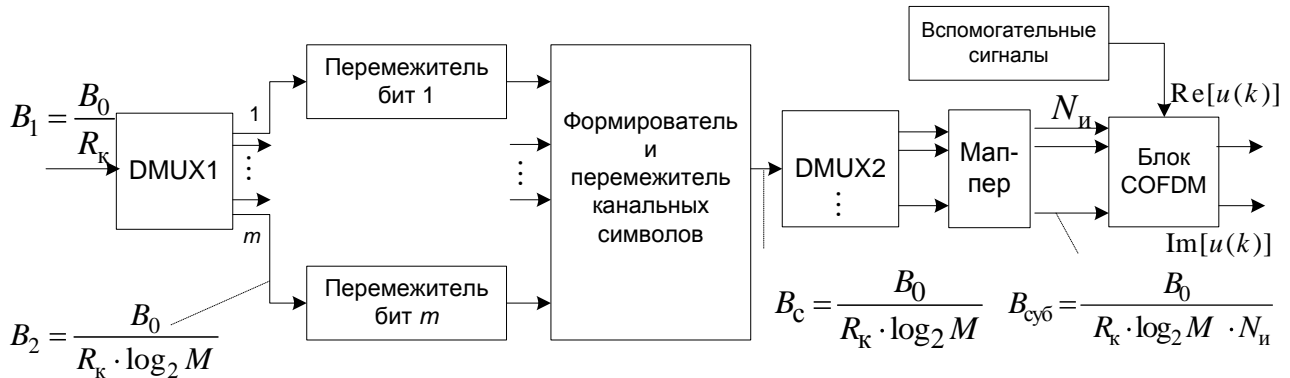 B₁ = B₀ / Rк
DMUX1
1
⋮
m
B₂ = B₀ / (Rк · log₂ M)
Перемежитель
бит 1
⋮
Перемежитель
бит m
Формирователь
и
перемежитель
канальных
символов
DMUX2
⋮
Bс = B₀ / (Rк · log₂ M)
Мап-
пер
Nи
Bсуб = B₀ / (Rк · log₂ M · Nи)
Вспомогательные
сигналы
Блок
COFDM
Re[u(k)]
Im[u(k)]